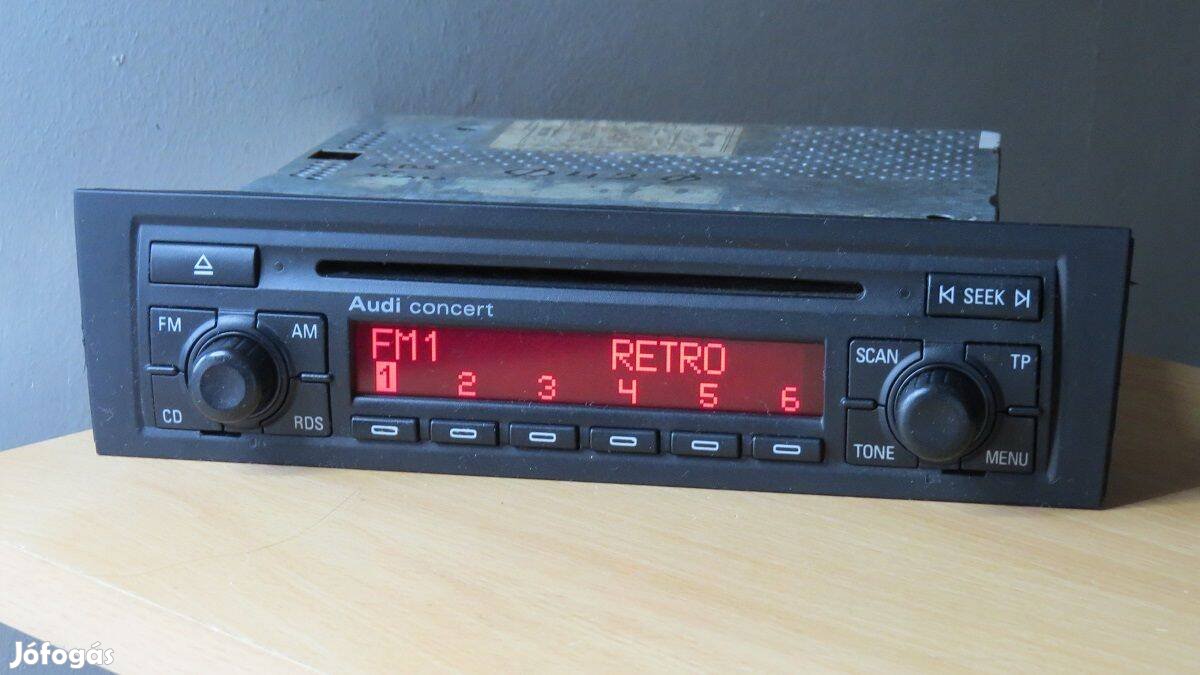 SEEK
Audi concert
FM
AM
FM1
RETRO
SCAN
TP
1 2 3 4 5 6
CD
RDS
TONE
MENU
Jófogás